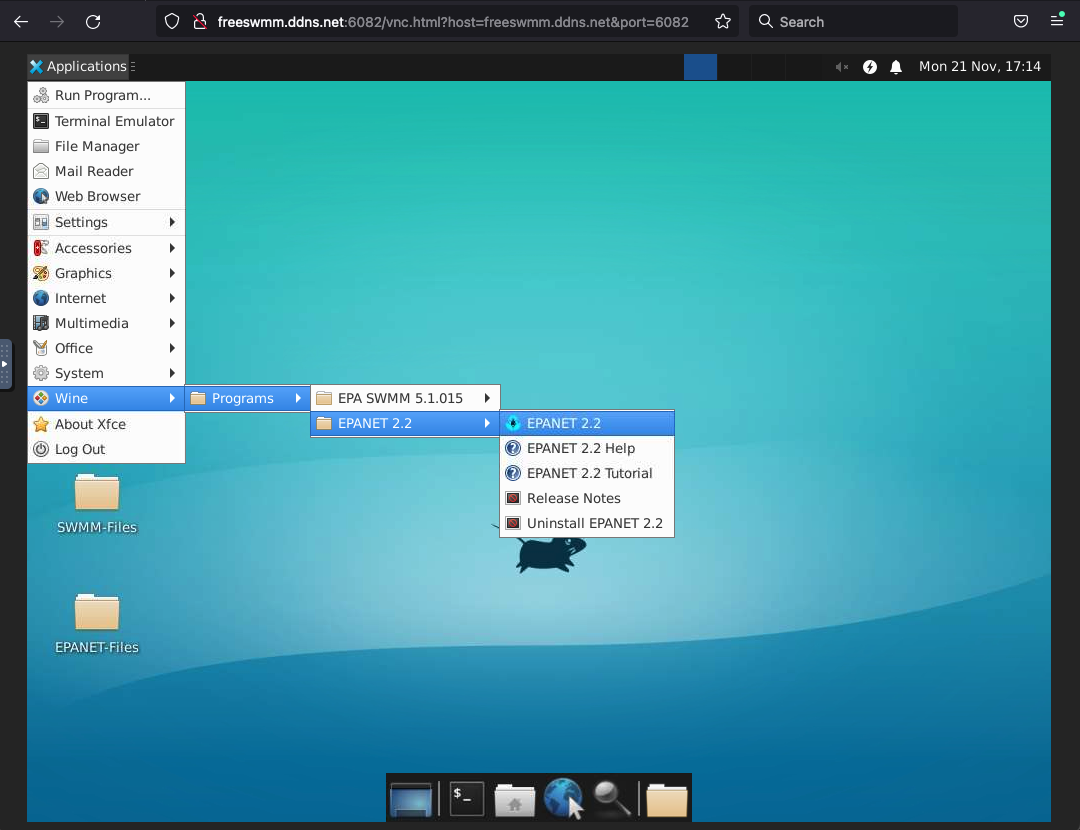 freeswmm.ddns.net:6082/vnc.html?host=freeswmm.ddns.net&port=6082
Search
Applications
Mon 21 Nov, 17:14
Run Program...
Terminal Emulator
File Manager
Mail Reader
Web Browser
Settings
Accessories
Graphics
Internet
Multimedia
Office
System
Wine
About Xfce
Log Out
Programs
EPA SWMM 5.1.015
EPANET 2.2
EPANET 2.2
EPANET 2.2 Help
EPANET 2.2 Tutorial
Release Notes
Uninstall EPANET 2.2
SWMM-Files
EPANET-Files
$_